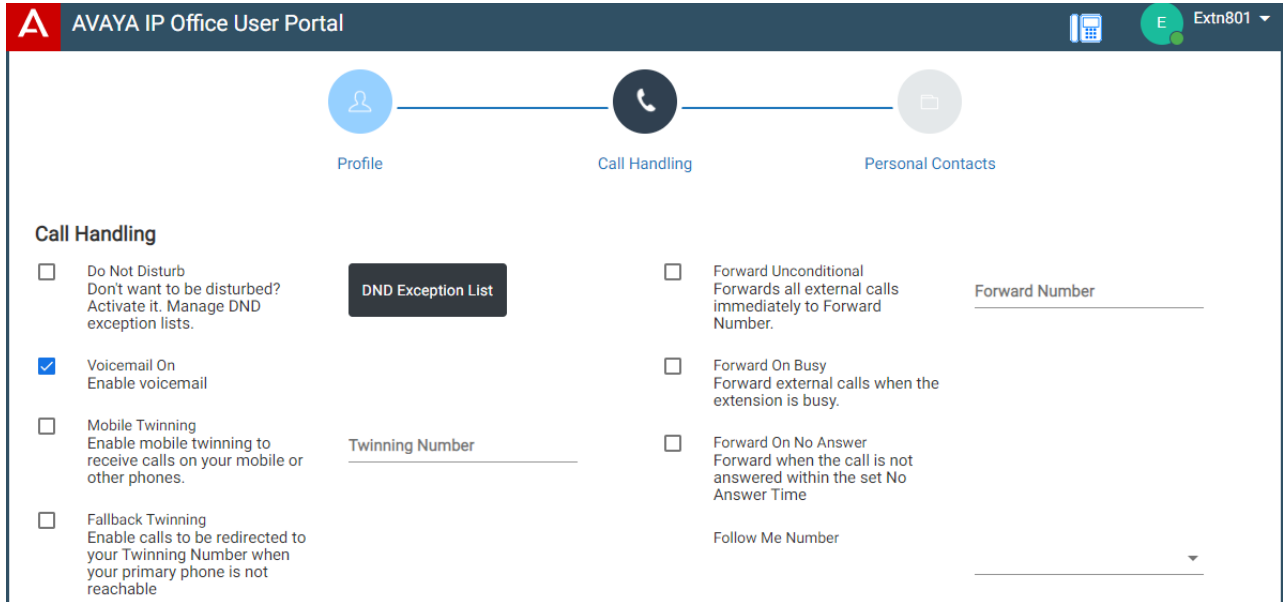 AVAYA IP Office User Portal
E
Extn801
Profile
Call Handling
Personal Contacts
Call Handling
Do Not Disturb
Don't want to be disturbed?
Activate it. Manage DND
exception lists.
DND Exception List
Voicemail On
Enable voicemail
Mobile Twinning
Enable mobile twinning to
receive calls on your mobile or
other phones.
Twinning Number
Fallback Twinning
Enable calls to be redirected to
your Twinning Number when
your primary phone is not
reachable
Forward Unconditional
Forwards all external calls
immediately to Forward
Number.
Forward Number
Forward On Busy
Forward external calls when the
extension is busy.
Forward On No Answer
Forward when the call is not
answered within the set No
Answer Time
Follow Me Number